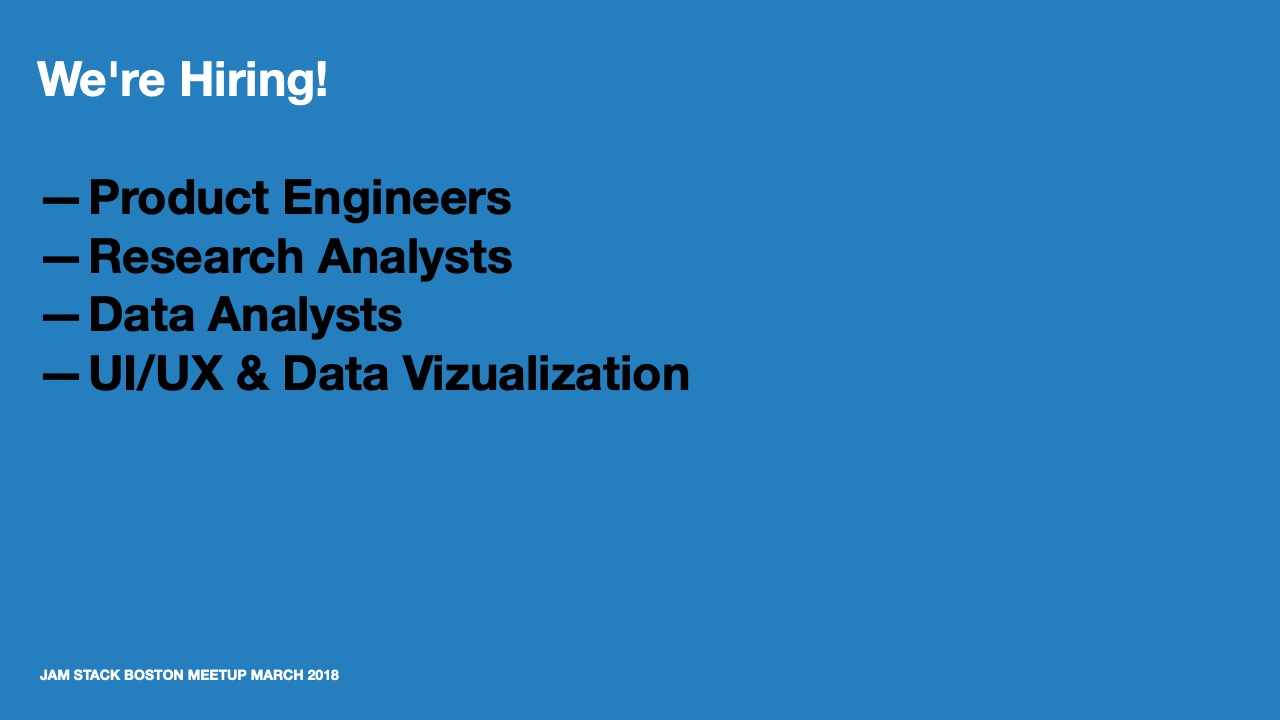 We're Hiring!
— Product Engineers
— Research Analysts
— Data Analysts
— UI/UX & Data Vizualization
JAM STACK BOSTON MEETUP MARCH 2018